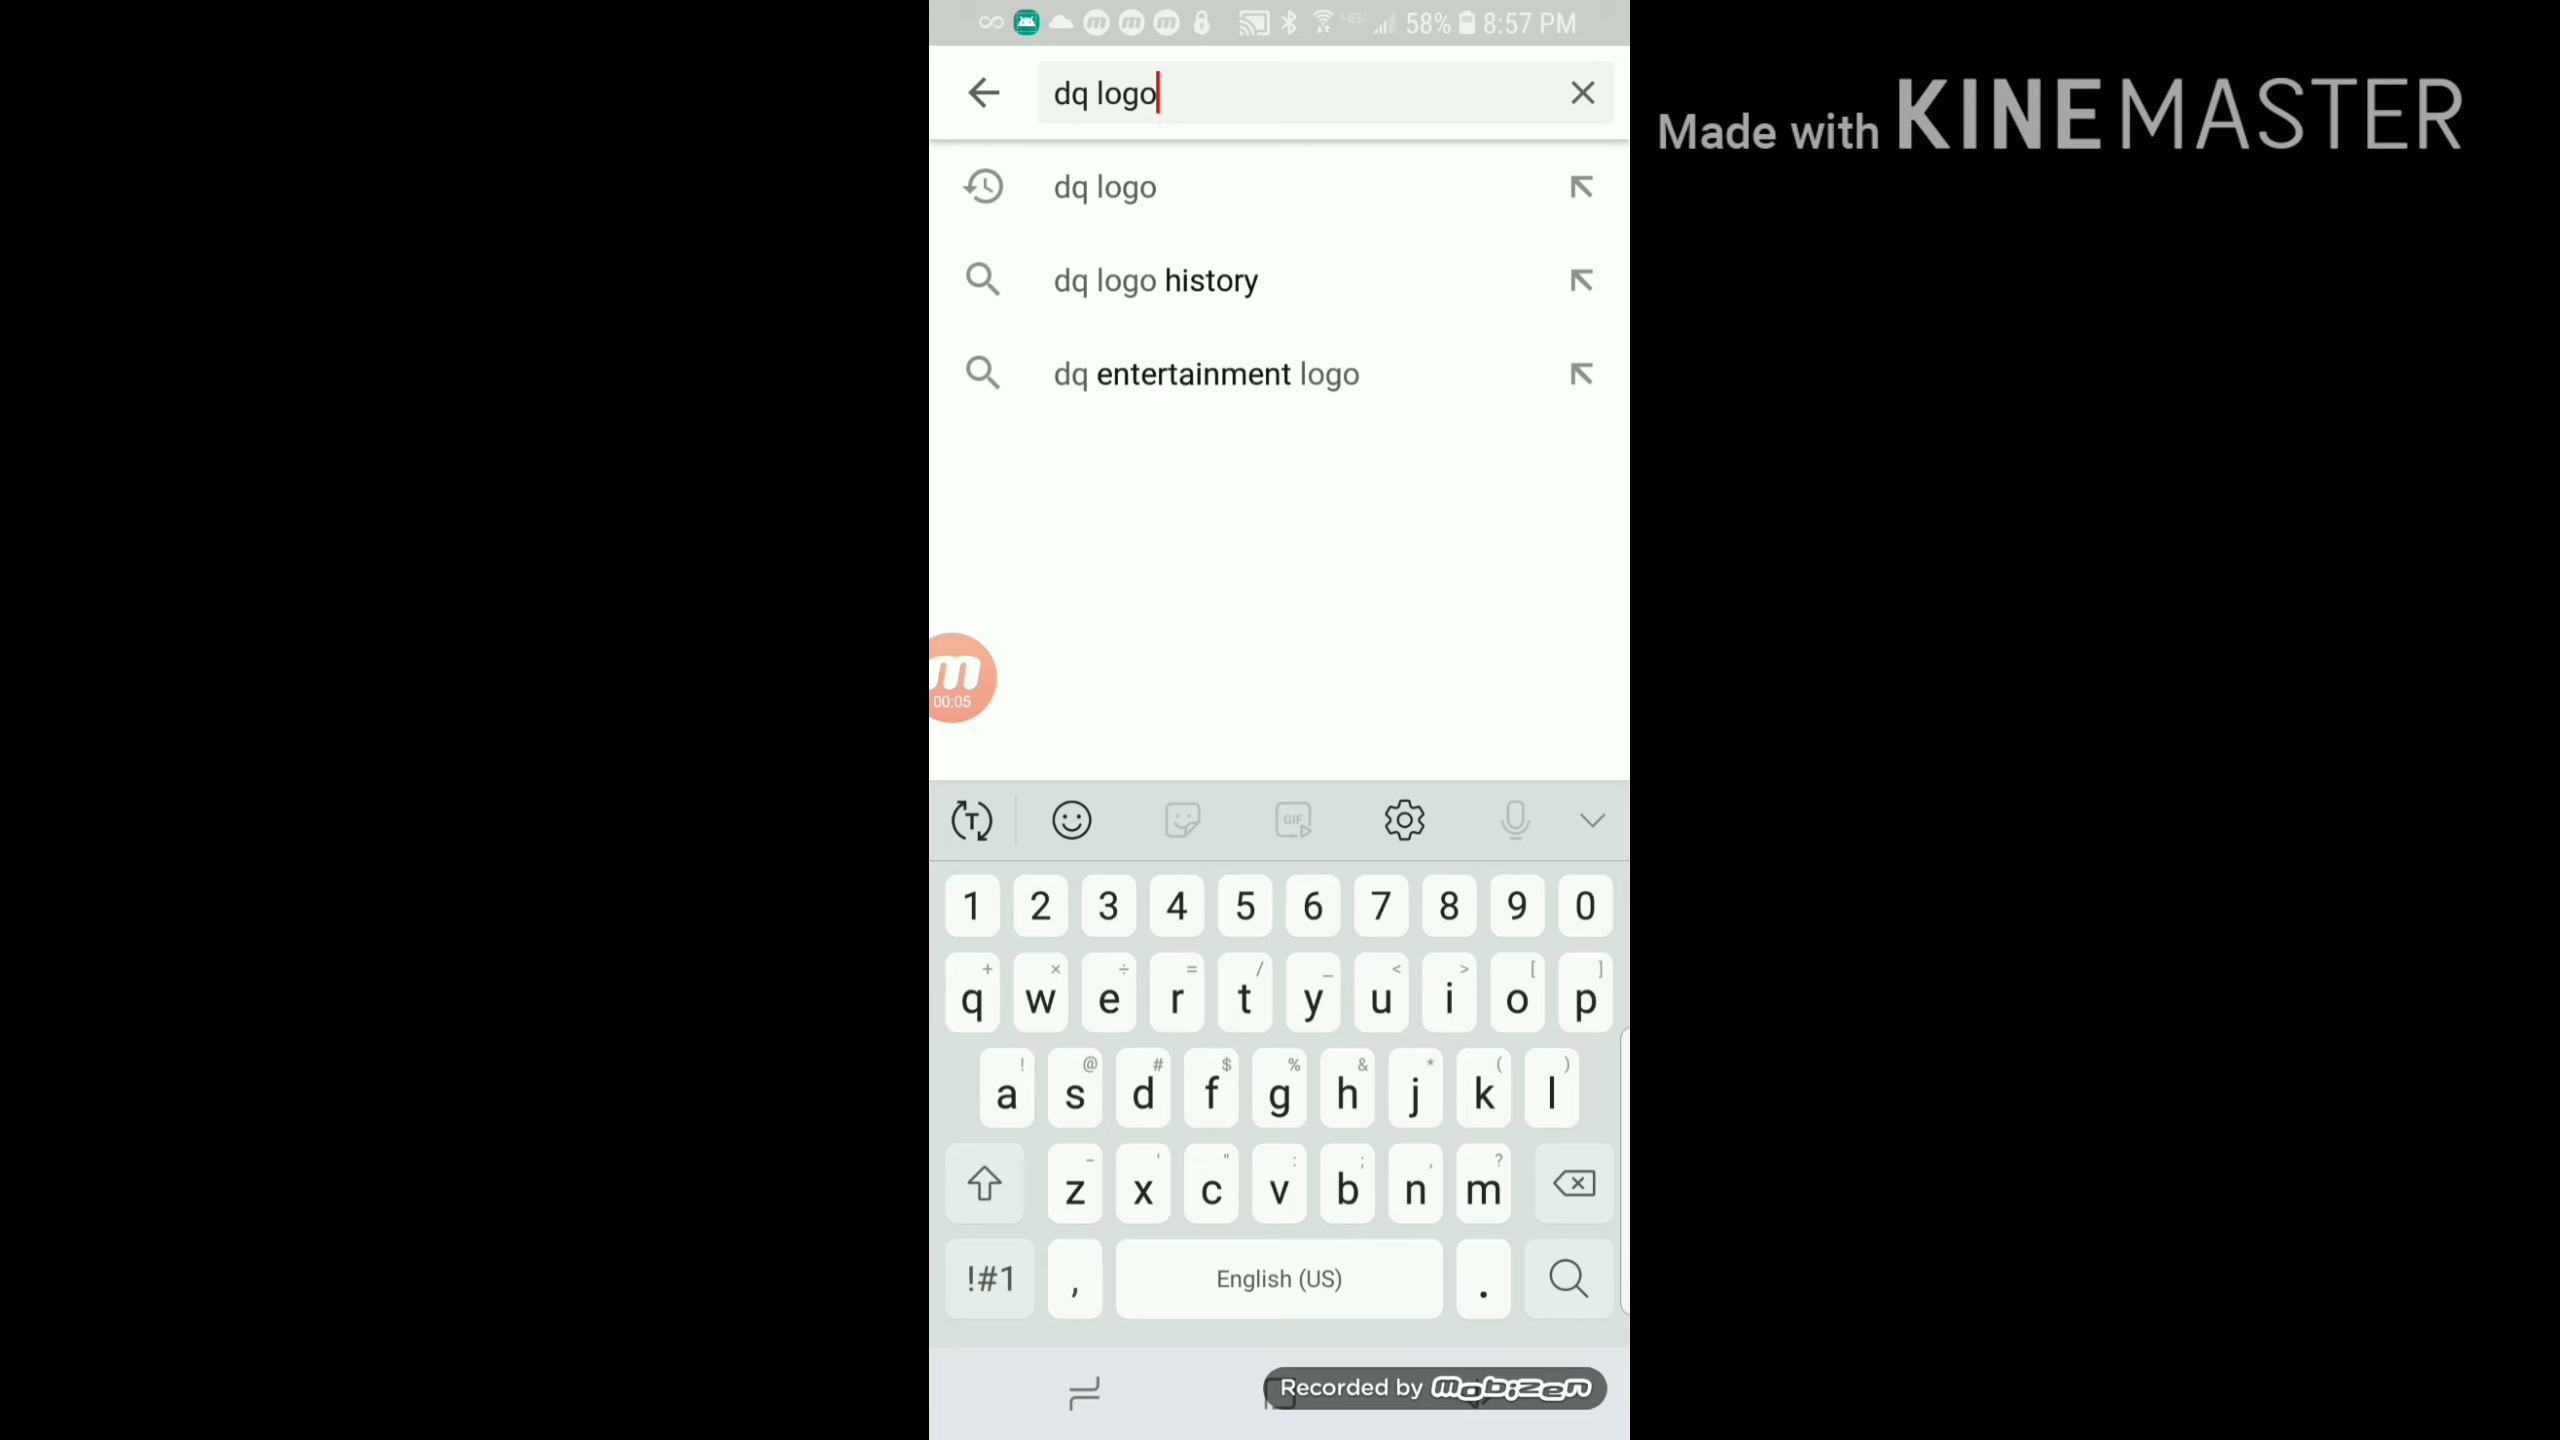 58% 8:57 PM
dq logo
Made with KINEMASTER
dq logo
dq logo history
dq entertainment logo
m
00:05
T
GIF
1 2 3 4 5 6 7 8 9 0
+ × ÷ = / _ < > [ ]
q w e r t y u i o p
! @ # $ % & * ( )
a s d f g h j k l
- ' " : ; , ?
z x c v b n m
!#1 , English (US) .
Recorded by mobizen